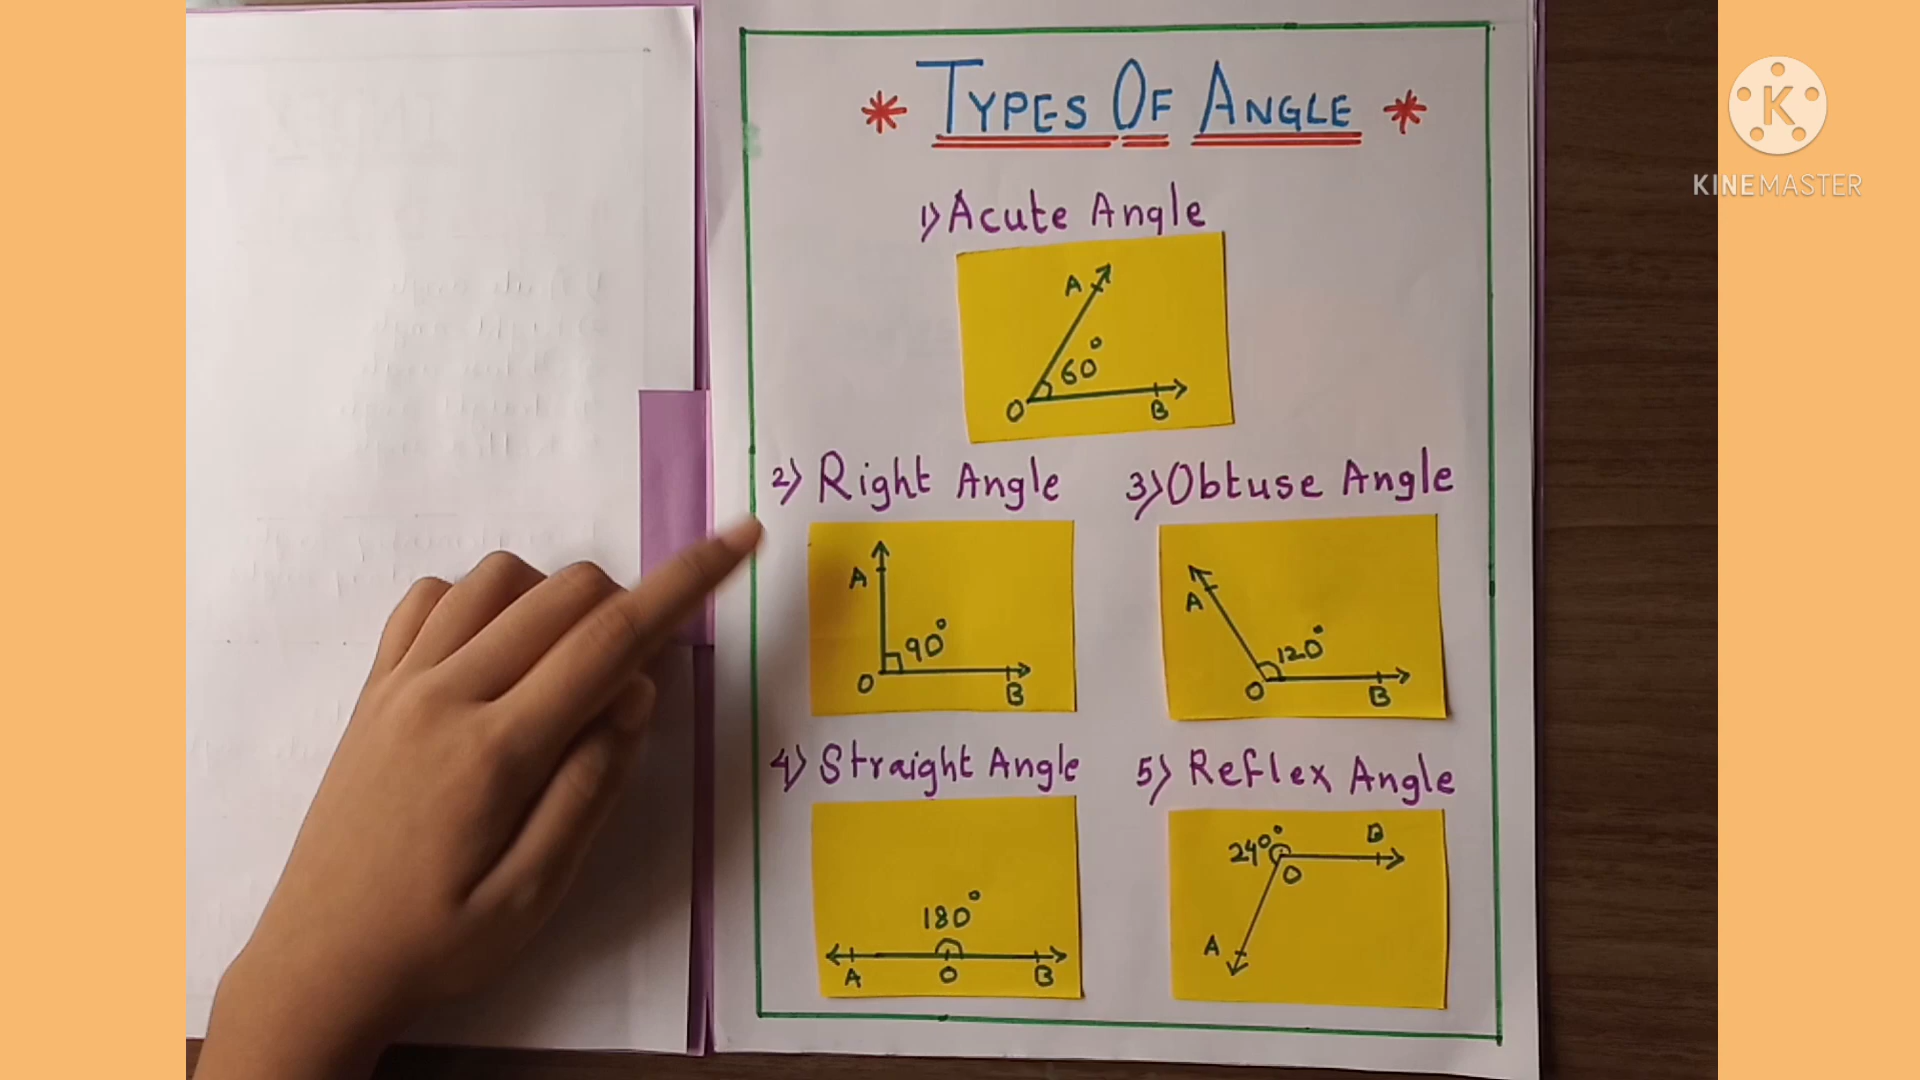 * TYPES OF ANGLE *
1) Acute Angle
A
60°
O
B
2) Right Angle
3) Obtuse Angle
A
90°
O
B
A
120°
O
B
4) Straight Angle
5) Reflex Angle
180°
A
O
B
240°
B
O
A
KINEMASTER
K